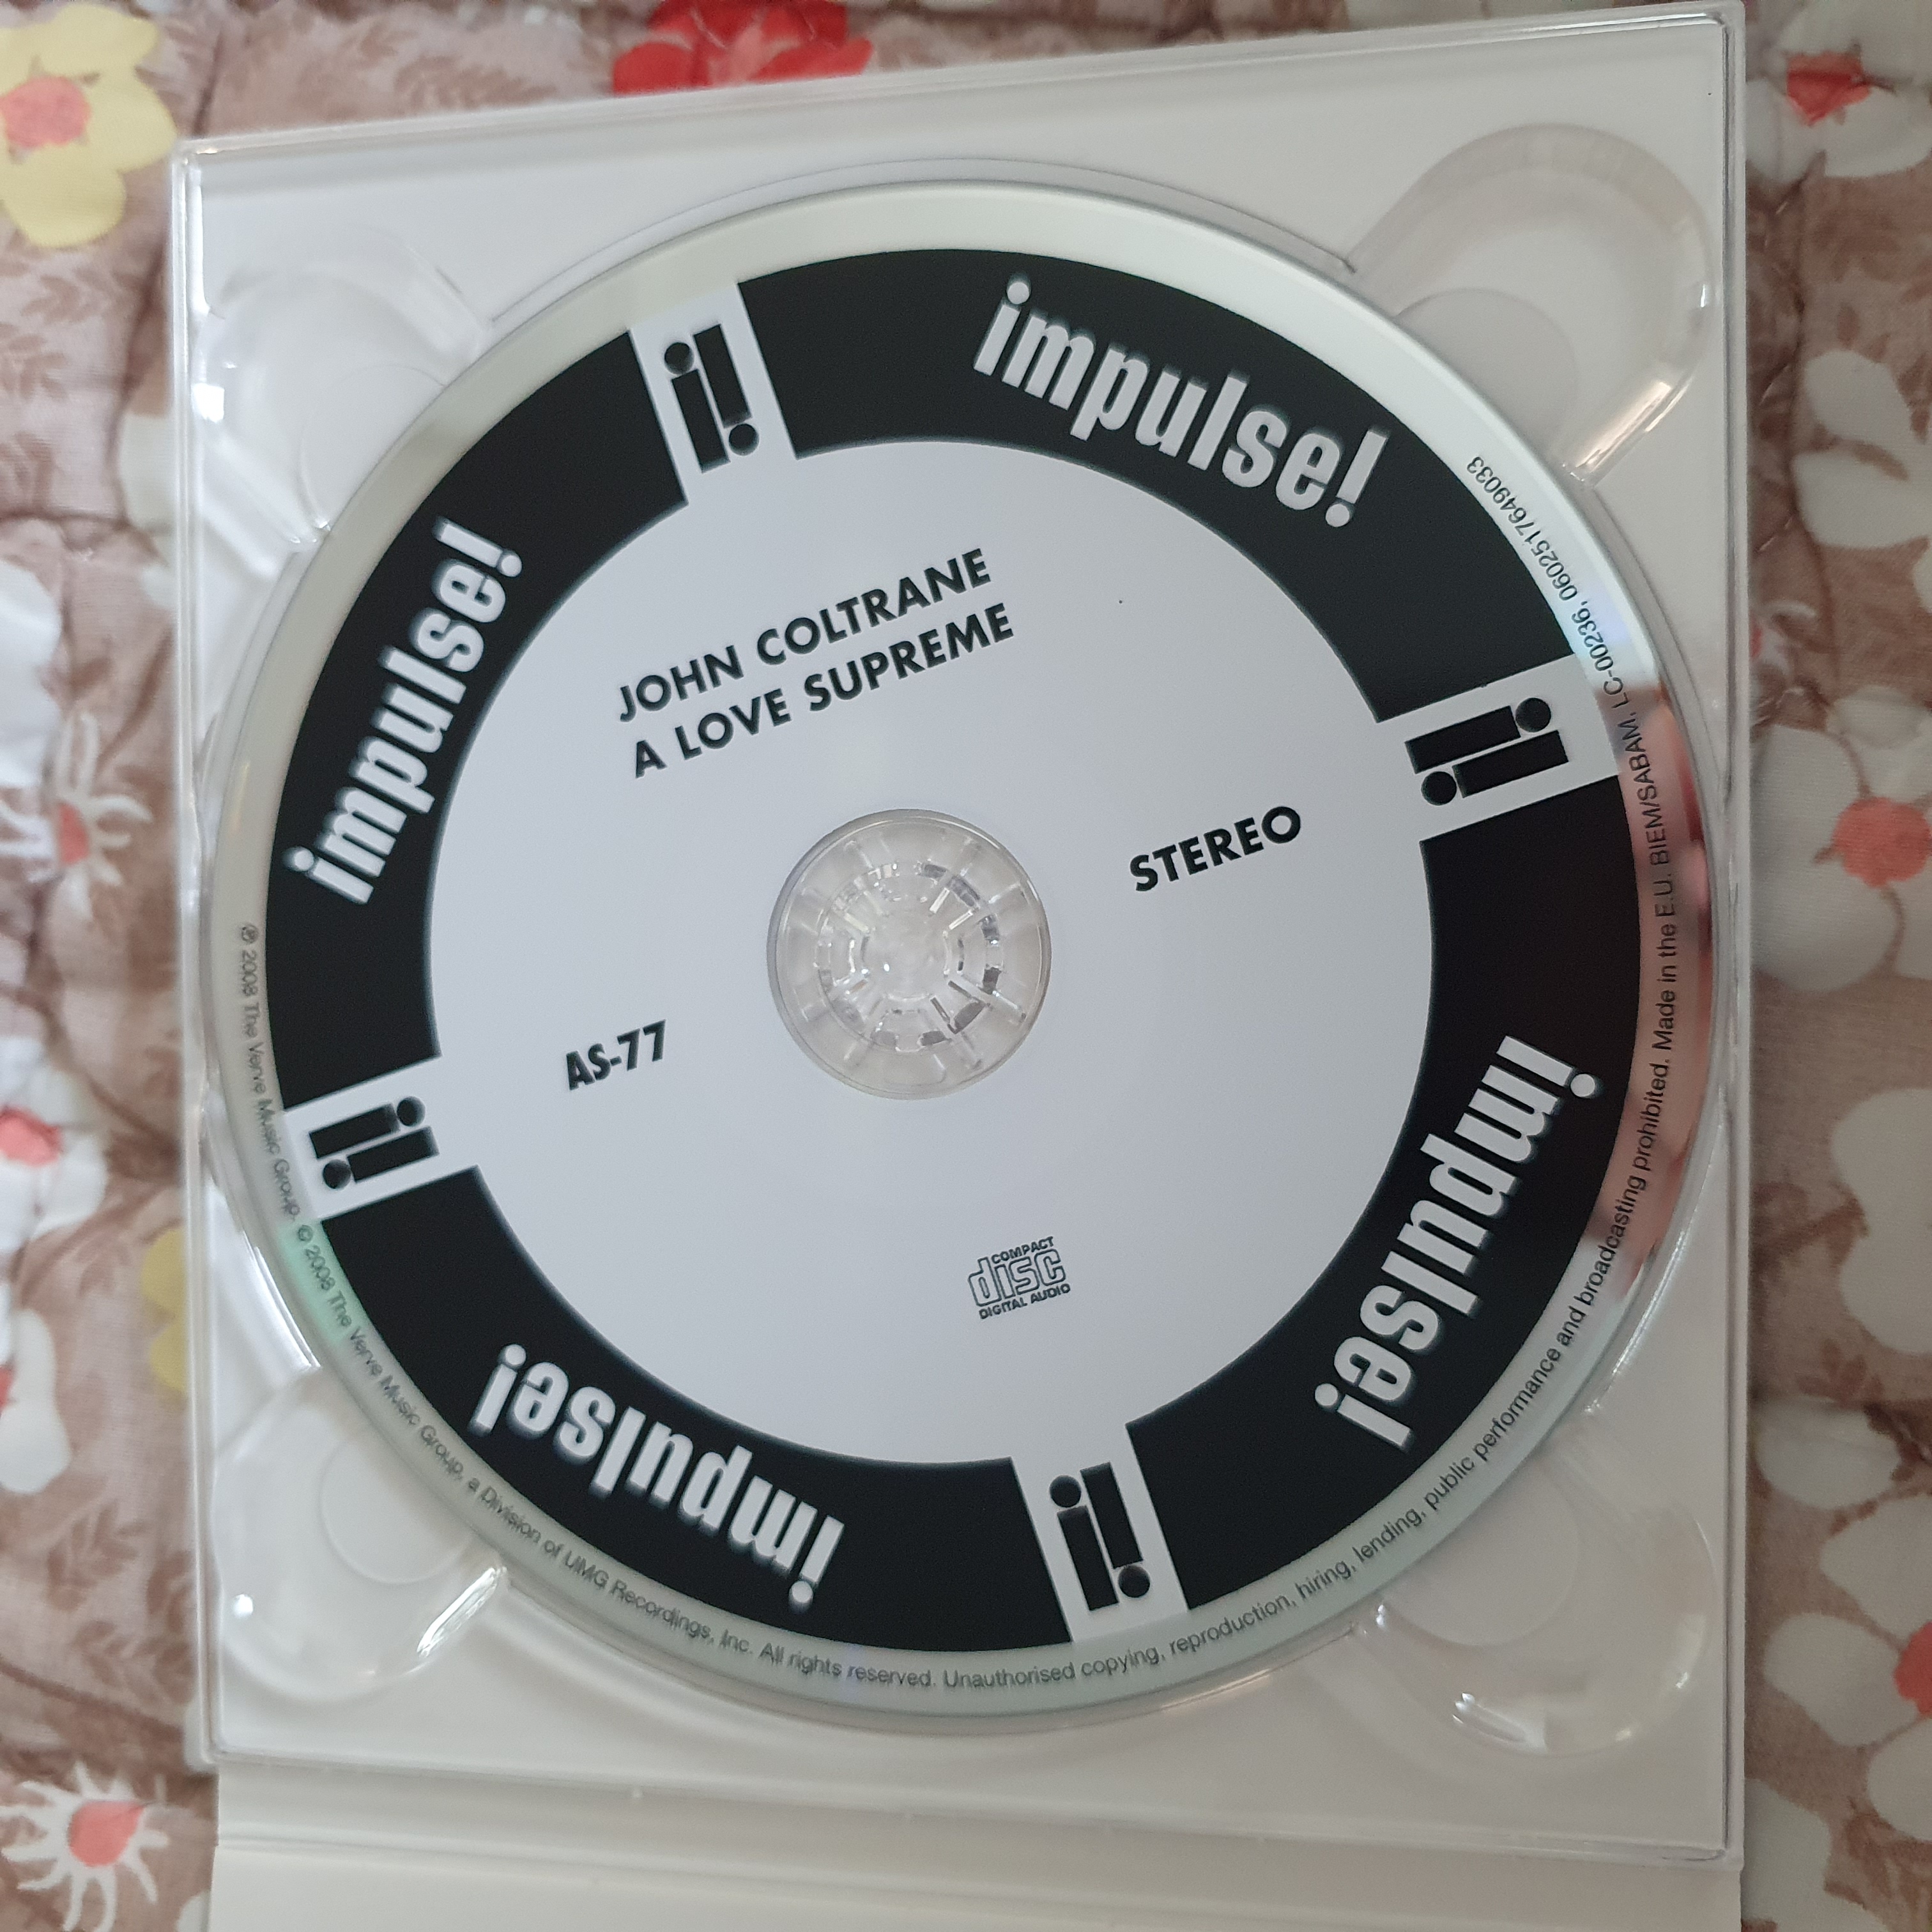 impulse!
impulse!
JOHN COLTRANE
A LOVE SUPREME
STEREO
AS-77
COMPACT
disc
DIGITAL AUDIO
impulse!
impulse!
℗ 2008 The Verve Music Group. © 2008 The Verve Music Group, a Division of UMG Recordings, Inc. All rights reserved. Unauthorised copying, reproduction, hiring, lending, public performance and broadcasting prohibited. Made in the E.U. BIEM/SABAM, LC-00236, 0602517649033